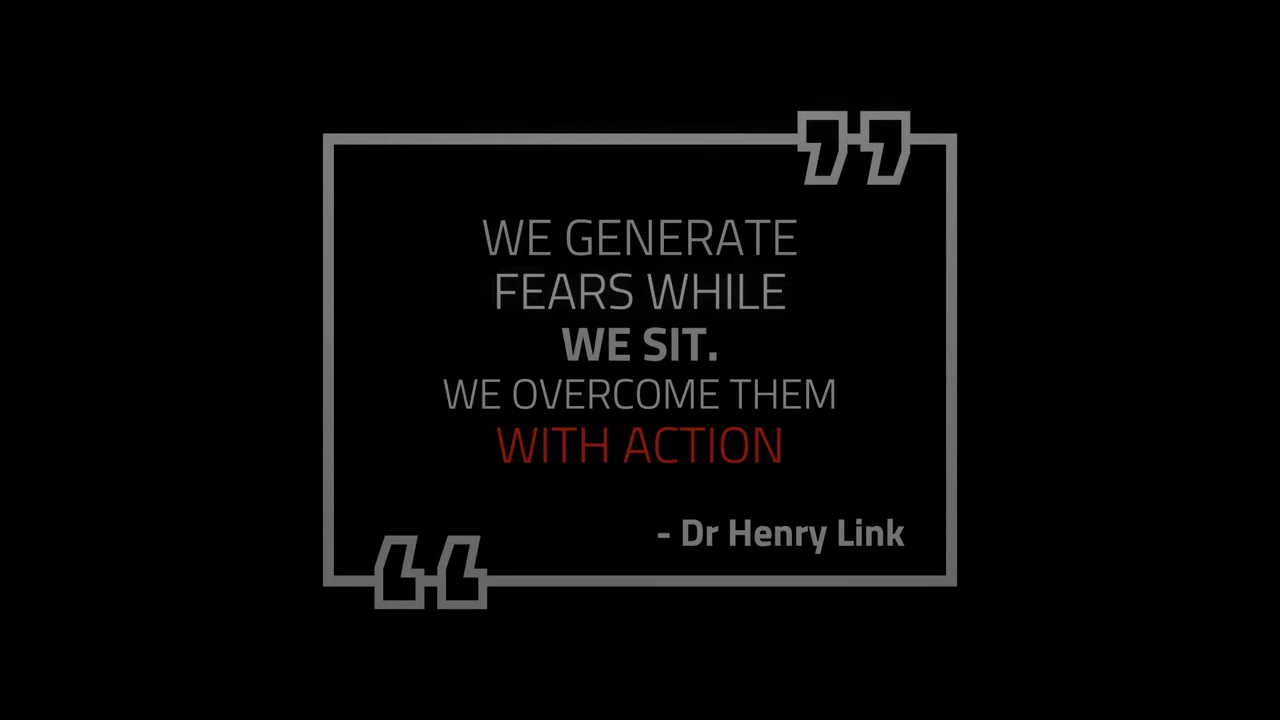 WE GENERATE
FEARS WHILE
WE SIT.
WE OVERCOME THEM
WITH ACTION
- Dr Henry Link